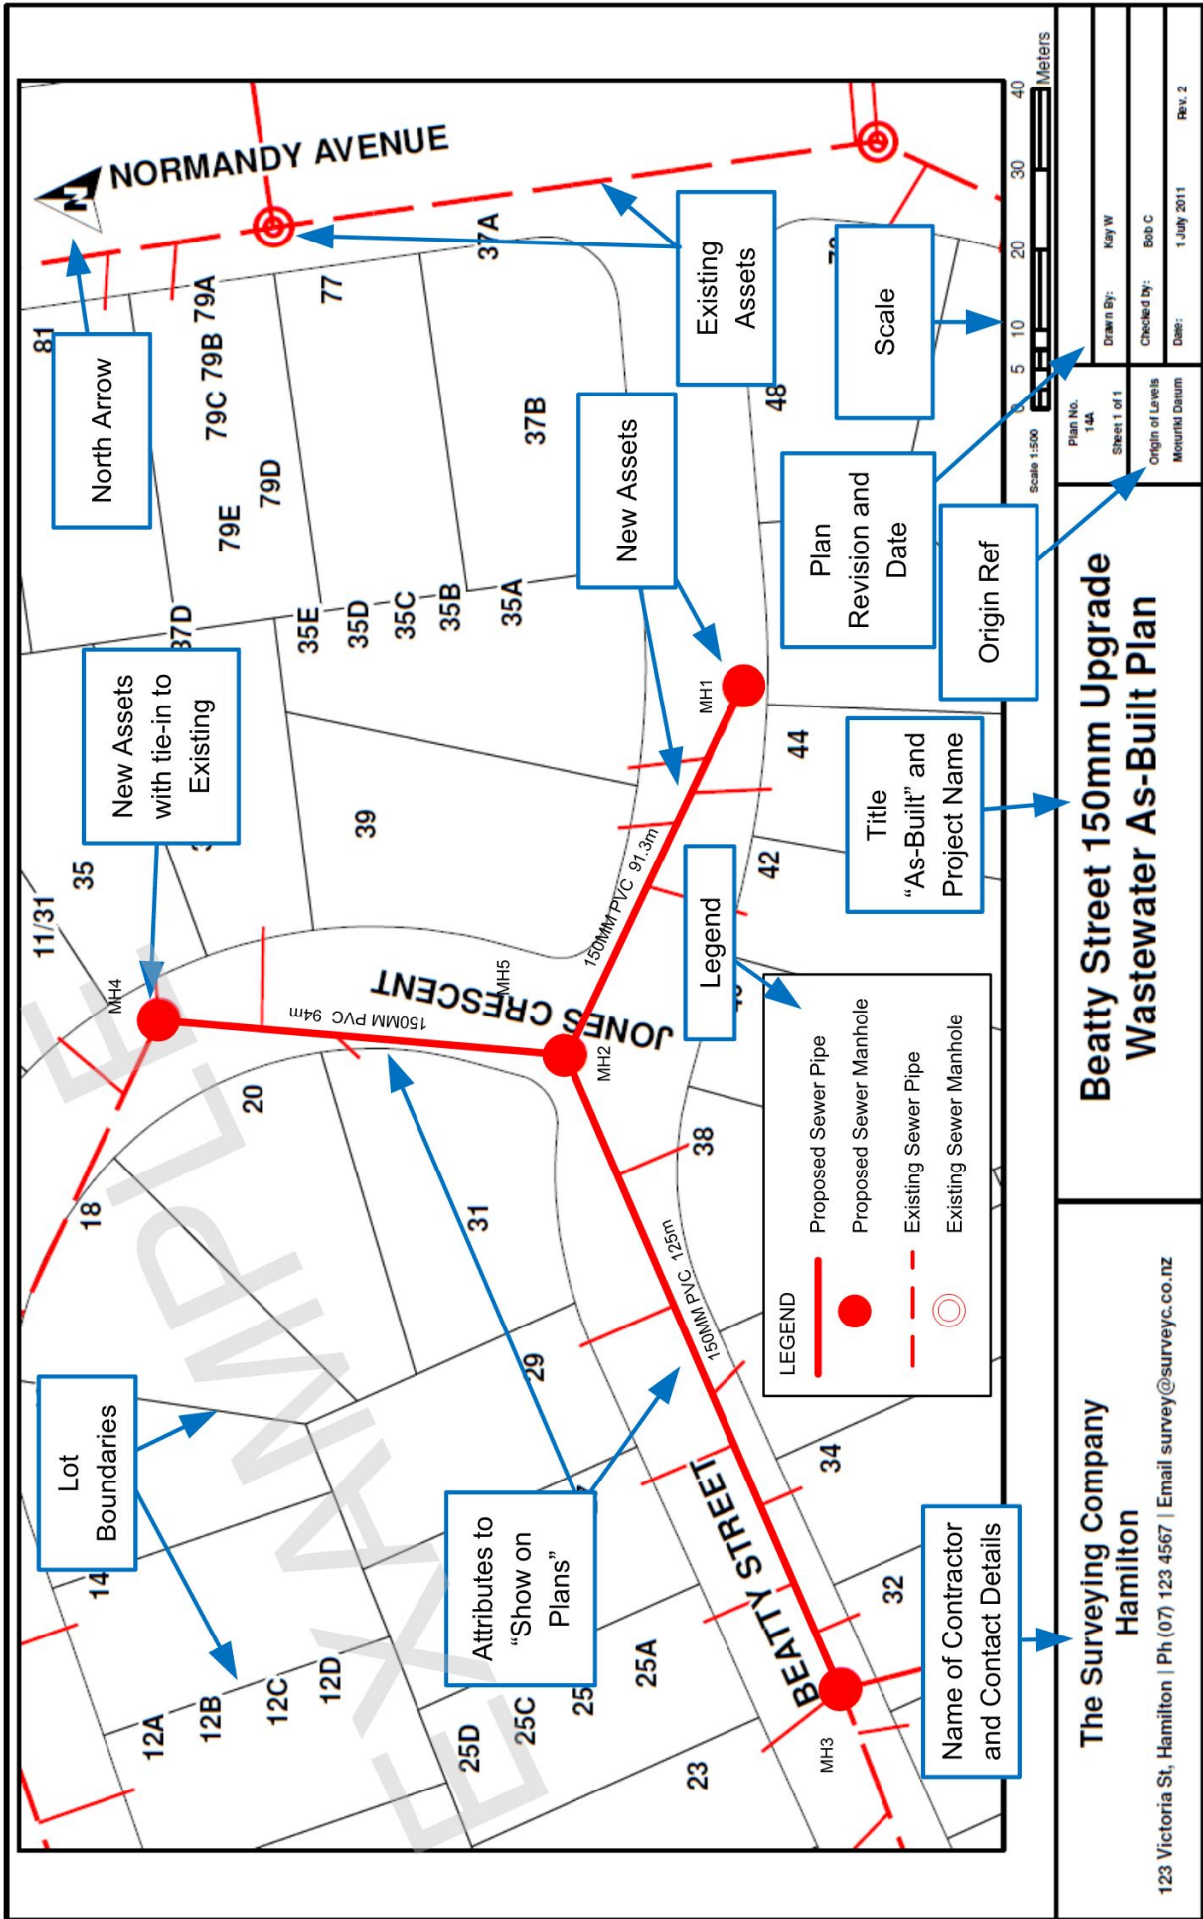 EXAMPLE
Lot
Boundaries
18
11/31
35
81
North Arrow
NORMANDY AVENUE
N
14
12A
12B
12C
12D
MH4
New Assets
with tie-in to
Existing
37D
79A
79B
79C
79D
79E
77
20
39
35E
35D
35C
35B
35A
37A
37B
150MM PVC 94m
JONES CRESCENT
MH5
MH2
31
29
25D
25C
25
25A
23
Attributes to
"Show on
Plans"
New Assets
Existing
Assets
150MM PVC 91.3m
MH1
150MM PVC 125m
BEATTY STREET
MH3
38
42
44
48
34
32
Legend
LEGEND
Proposed Sewer Pipe
Proposed Sewer Manhole
Existing Sewer Pipe
Existing Sewer Manhole
Scale
Plan
Revision and
Date
Title
"As-Built" and
Project Name
Origin Ref
Name of Contractor
and Contact Details
Scale 1:500
0 5 10 20 30 40
Meters
The Surveying Company
Hamilton
123 Victoria St, Hamilton | Ph (07) 123 4567 | Email survey@surveyc.co.nz
Beatty Street 150mm Upgrade
Wastewater As-Built Plan
Plan No.
14A
Sheet 1 of 1
Origin of Levels
Moturiki Datum
Drawn By: Kay W
Checked by: Bob C
Date: 1 July 2011 Rev. 2